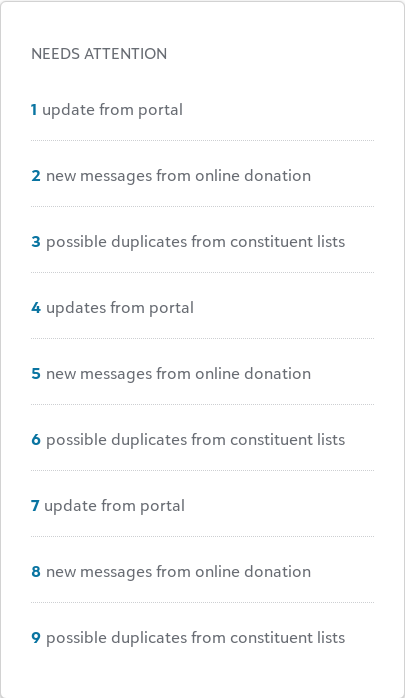 NEEDS ATTENTION
1 update from portal
2 new messages from online donation
3 possible duplicates from constituent lists
4 updates from portal
5 new messages from online donation
6 possible duplicates from constituent lists
7 update from portal
8 new messages from online donation
9 possible duplicates from constituent lists